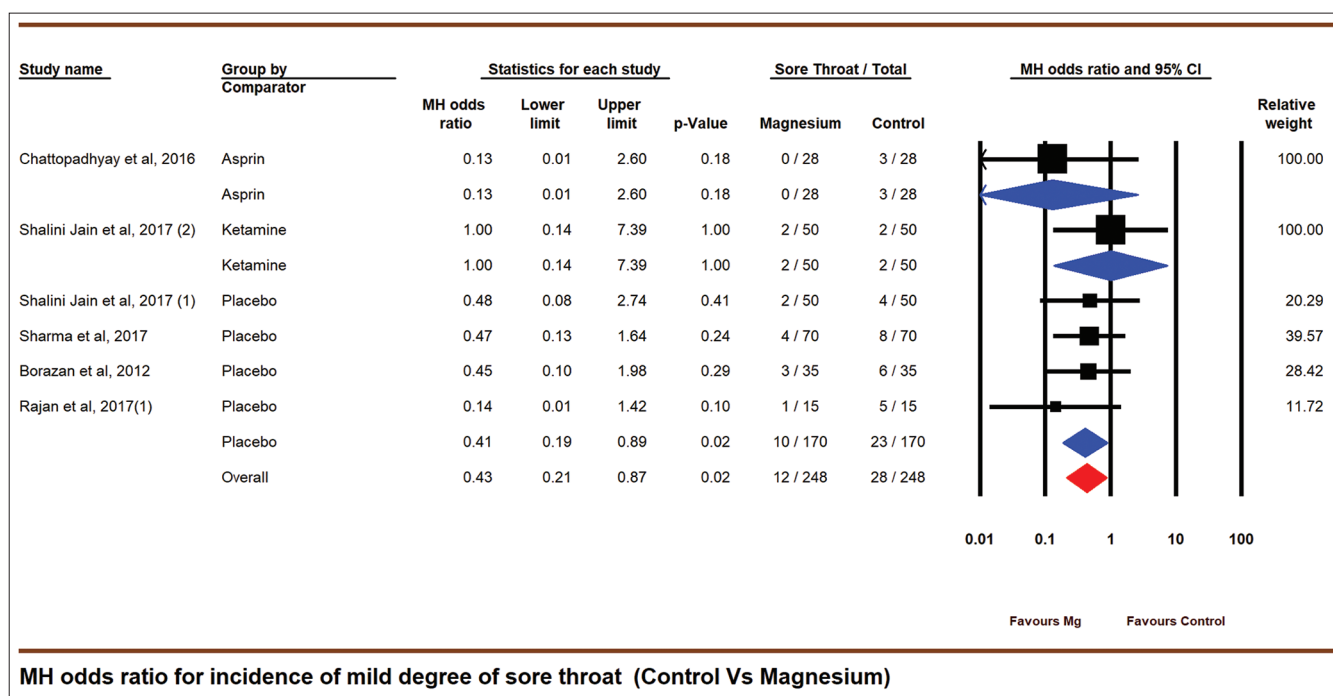 Study name Group by Statistics for each study Sore Throat / Total MH odds ratio and 95% CI
Comparator
MH odds Lower Upper Relative
ratio limit limit p-Value Magnesium Control weight
Chattopadhyay et al, 2016 Asprin 0.13 0.01 2.60 0.18 0 / 28 3 / 28 100.00
Asprin 0.13 0.01 2.60 0.18 0 / 28 3 / 28
Shalini Jain et al, 2017 (2) Ketamine 1.00 0.14 7.39 1.00 2 / 50 2 / 50 100.00
Ketamine 1.00 0.14 7.39 1.00 2 / 50 2 / 50
Shalini Jain et al, 2017 (1) Placebo 0.48 0.08 2.74 0.41 2 / 50 4 / 50 20.29
Sharma et al, 2017 Placebo 0.47 0.13 1.64 0.24 4 / 70 8 / 70 39.57
Borazan et al, 2012 Placebo 0.45 0.10 1.98 0.29 3 / 35 6 / 35 28.42
Rajan et al, 2017(1) Placebo 0.14 0.01 1.42 0.10 1 / 15 5 / 15 11.72
Placebo 0.41 0.19 0.89 0.02 10 / 170 23 / 170
Overall 0.43 0.21 0.87 0.02 12 / 248 28 / 248
0.01 0.1 1 10 100
Favours Mg Favours Control
MH odds ratio for incidence of mild degree of sore throat (Control Vs Magnesium)